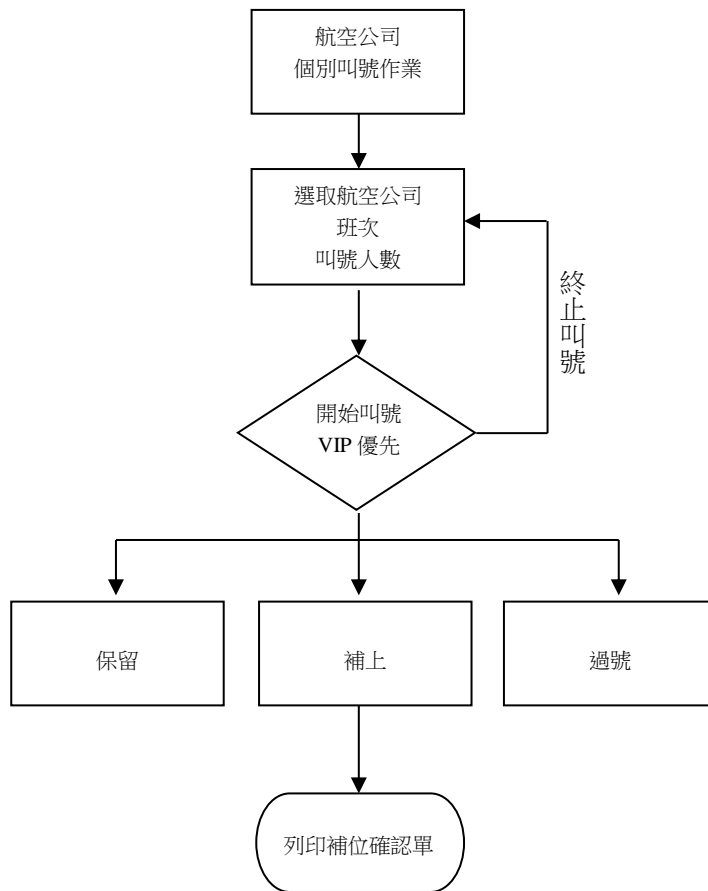 航空公司
個別叫號作業
選取航空公司
班次
叫號人數
終止叫號
開始叫號
VIP 優先
保留
補上
過號
列印補位確認單